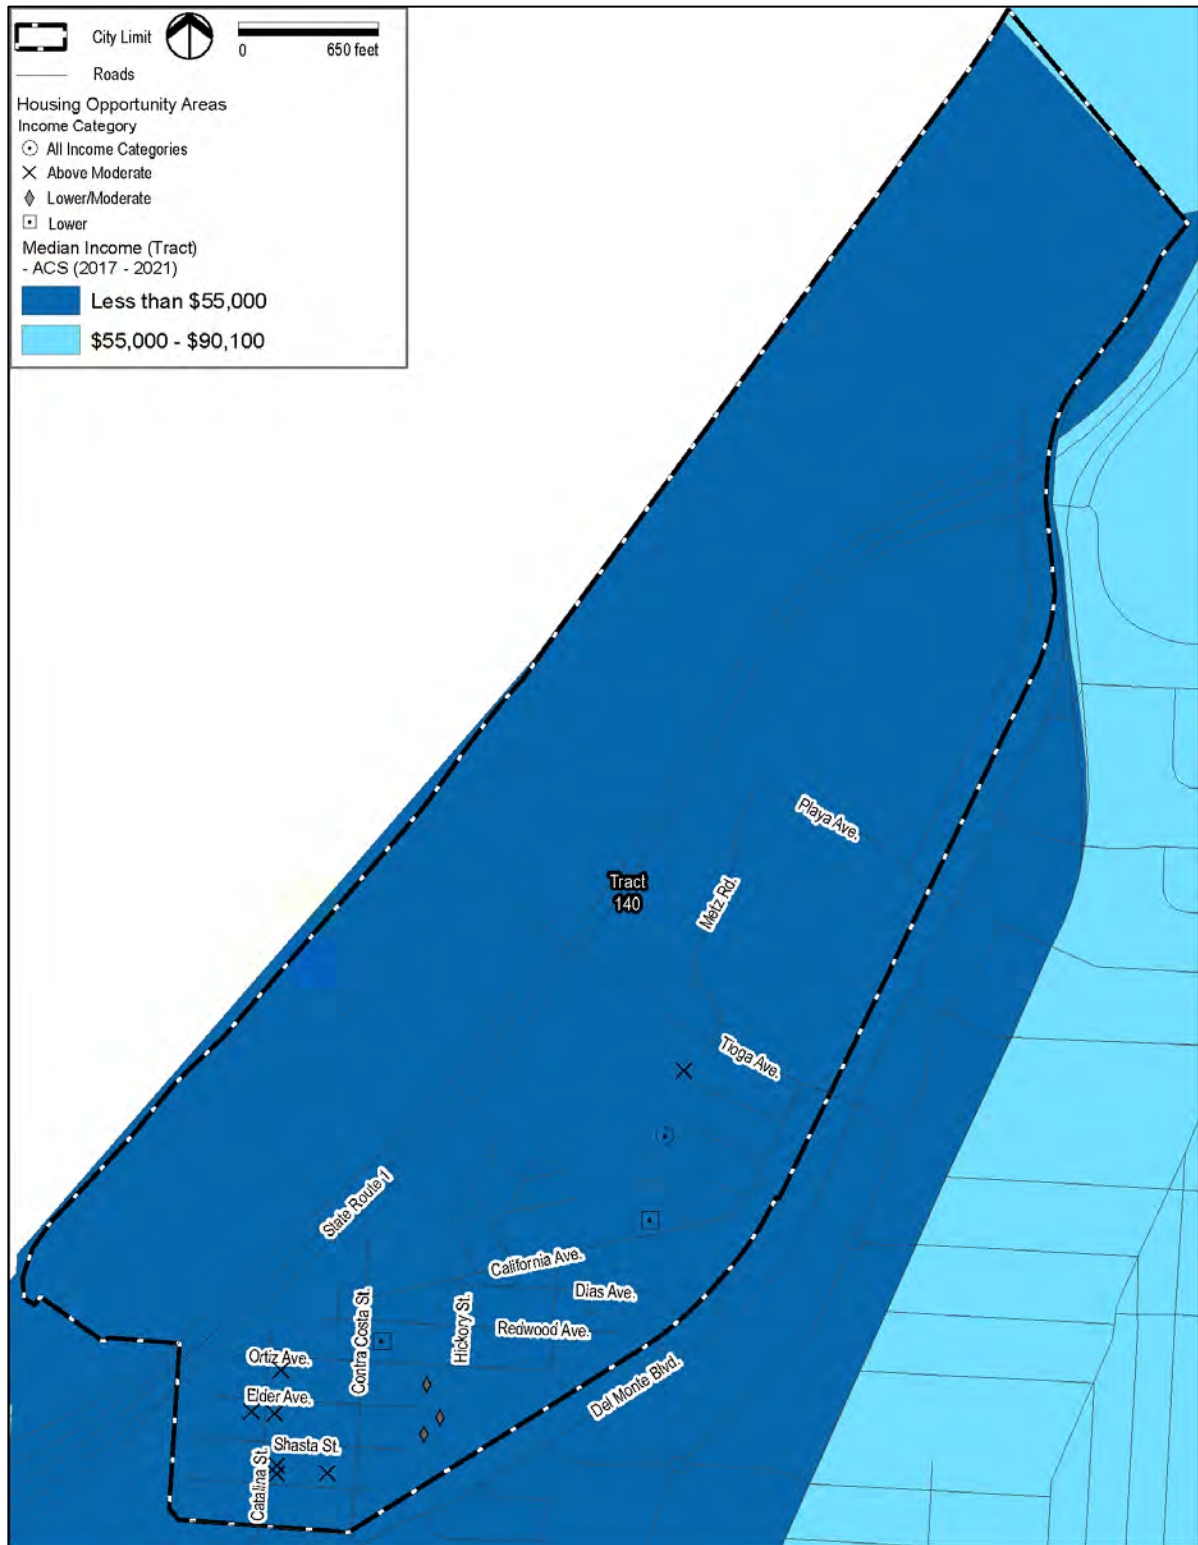 City Limit
0
650 feet
Roads
Housing Opportunity Areas
Income Category
All Income Categories
Above Moderate
Lower/Moderate
Lower
Median Income (Tract)
- ACS (2017 - 2021)
Less than $55,000
$55,000 - $90,100
Playa Ave.
Tract
140
Metz Rd.
Tioga Ave.
State Route 1
California Ave.
Dias Ave.
Contra Costa St.
Hickory St.
Redwood Ave.
Ortiz Ave.
Del Monte Blvd.
Elder Ave.
Shasta St.
Catalina St.